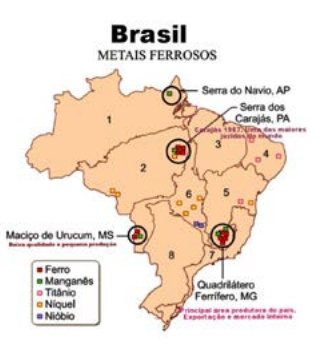 Brasil
METAIS FERROSOS
Serra do Navio, AP
Serra dos
Carajás, PA
Carajás 1967, Uma das maiores
jazidas do mundo
1
2
3
5
6
7
8
Maciço de Urucum, MS
Baixa qualidade e pequena produção
Ferro
Manganês
Titânio
Níquel
Nióbio
Quadrilátero
Ferrífero, MG
Principal área produtora do país,
Exportação e mercado interno